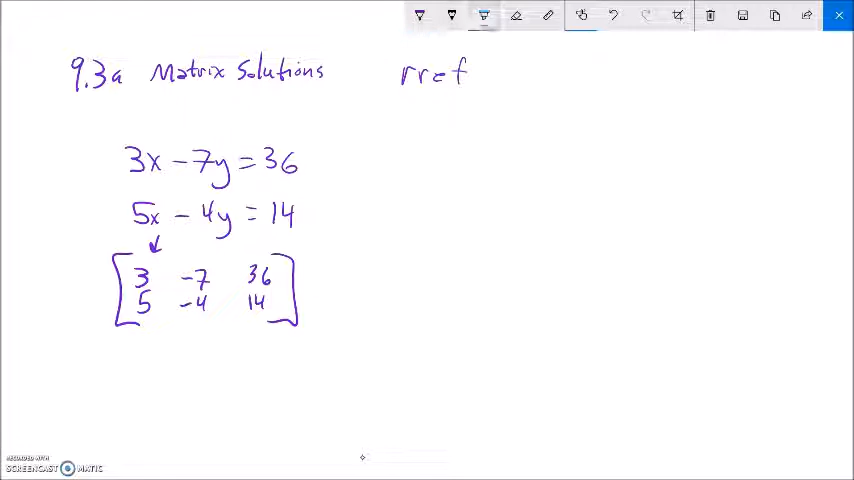 9.3a Matrix Solutions rref
3x - 7y = 36
5x - 4y = 14
3 -7 36
5 -4 14
RECORDED WITH
SCREENCAST MATIC